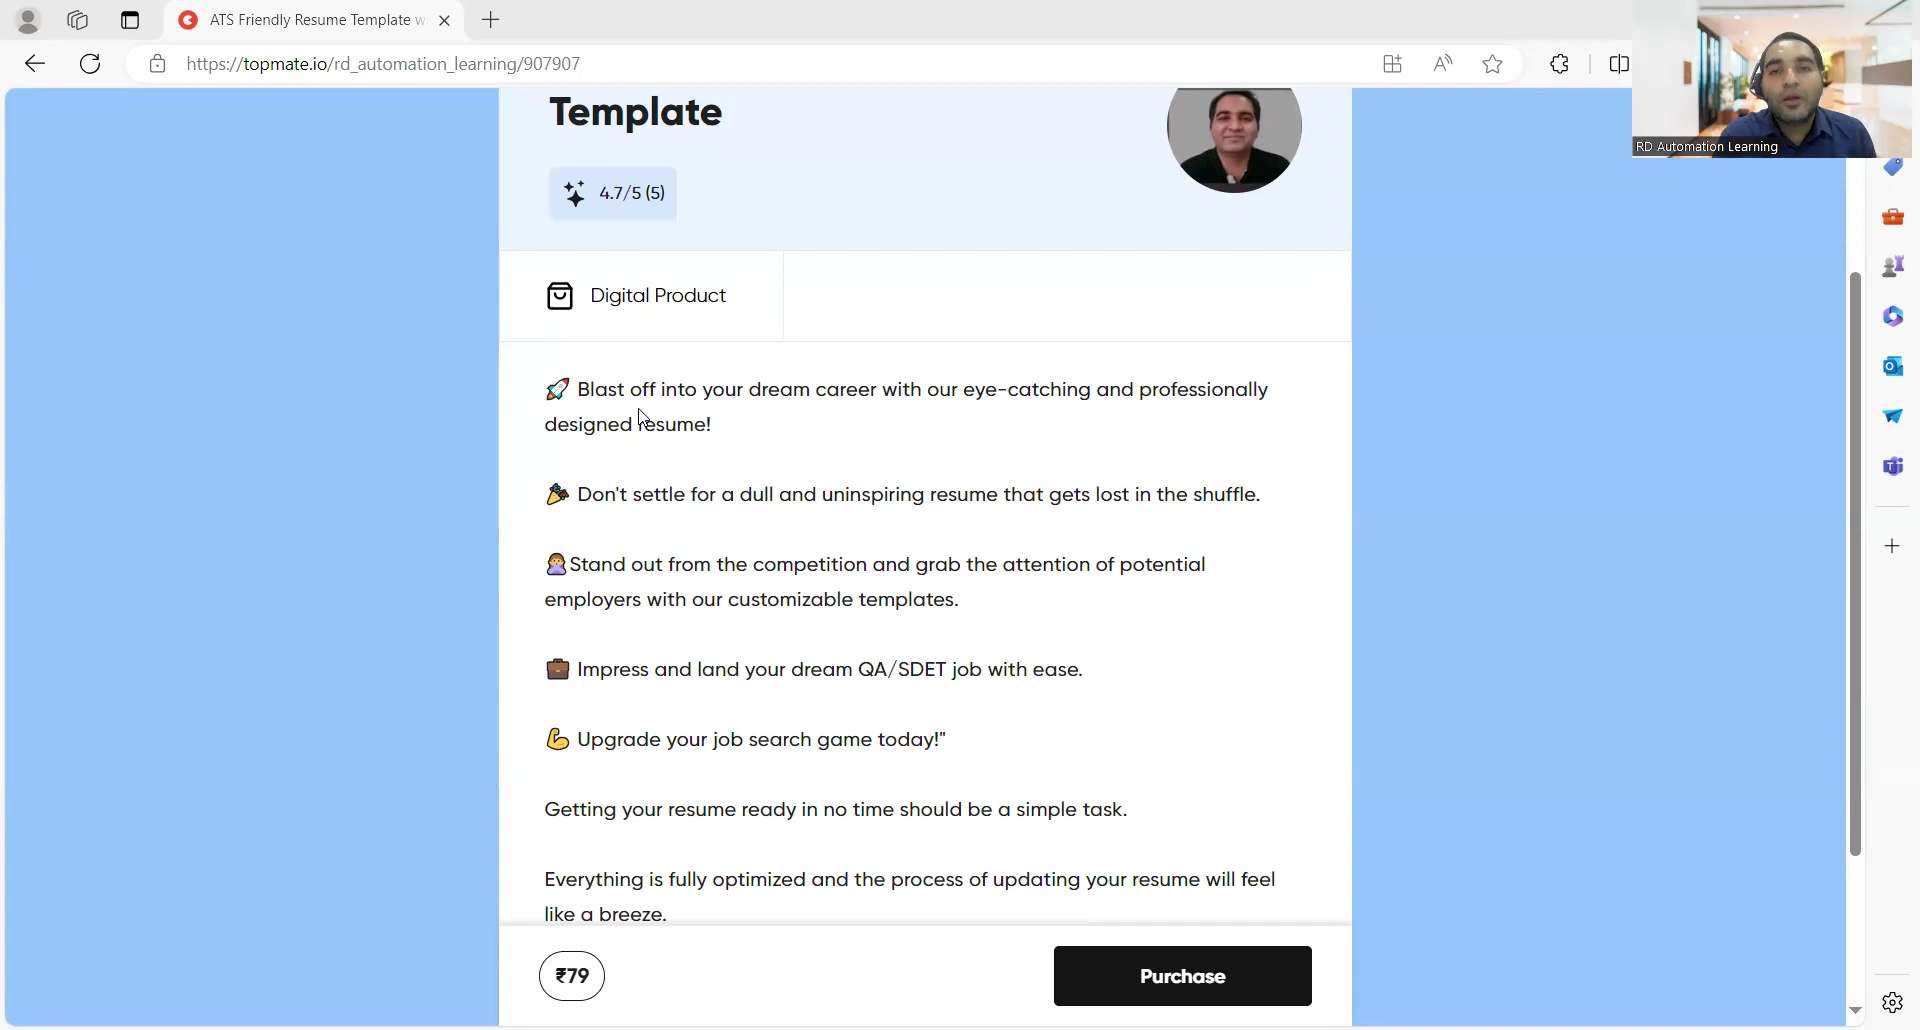 ATS Friendly Resume Template w
https://topmate.io/rd_automation_learning/907907
RD Automation Learning
Template
4.7/5 (5)
Digital Product
🚀 Blast off into your dream career with our eye-catching and professionally
designed resume!
🎉 Don't settle for a dull and uninspiring resume that gets lost in the shuffle.
Stand out from the competition and grab the attention of potential
employers with our customizable templates.
💼 Impress and land your dream QA/SDET job with ease.
💪 Upgrade your job search game today!"
Getting your resume ready in no time should be a simple task.
Everything is fully optimized and the process of updating your resume will feel
like a breeze.
₹79
Purchase